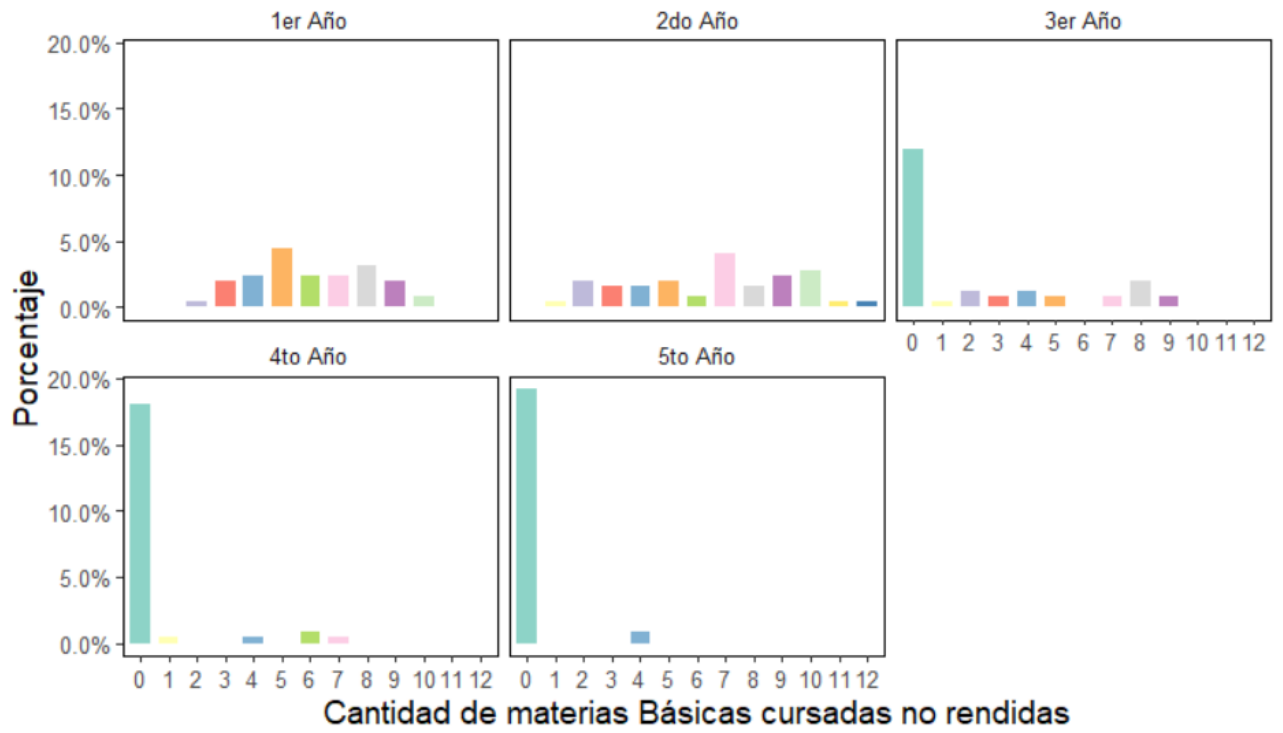 1er Año
2do Año
3er Año
20.0%
15.0%
10.0%
5.0%
0.0%
0 1 2 3 4 5 6 7 8 9 10 11 12
4to Año
5to Año
20.0%
15.0%
10.0%
5.0%
0.0%
0 1 2 3 4 5 6 7 8 9 10 11 12
0 1 2 3 4 5 6 7 8 9 10 11 12
Porcentaje
Cantidad de materias Básicas cursadas no rendidas